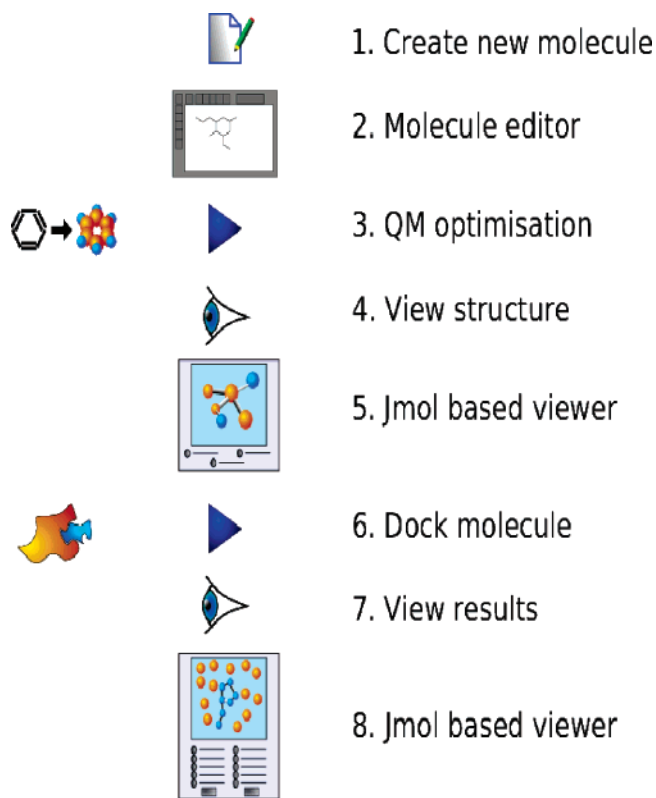 1. Create new molecule
2. Molecule editor
3. QM optimisation
4. View structure
5. Jmol based viewer
6. Dock molecule
7. View results
8. Jmol based viewer